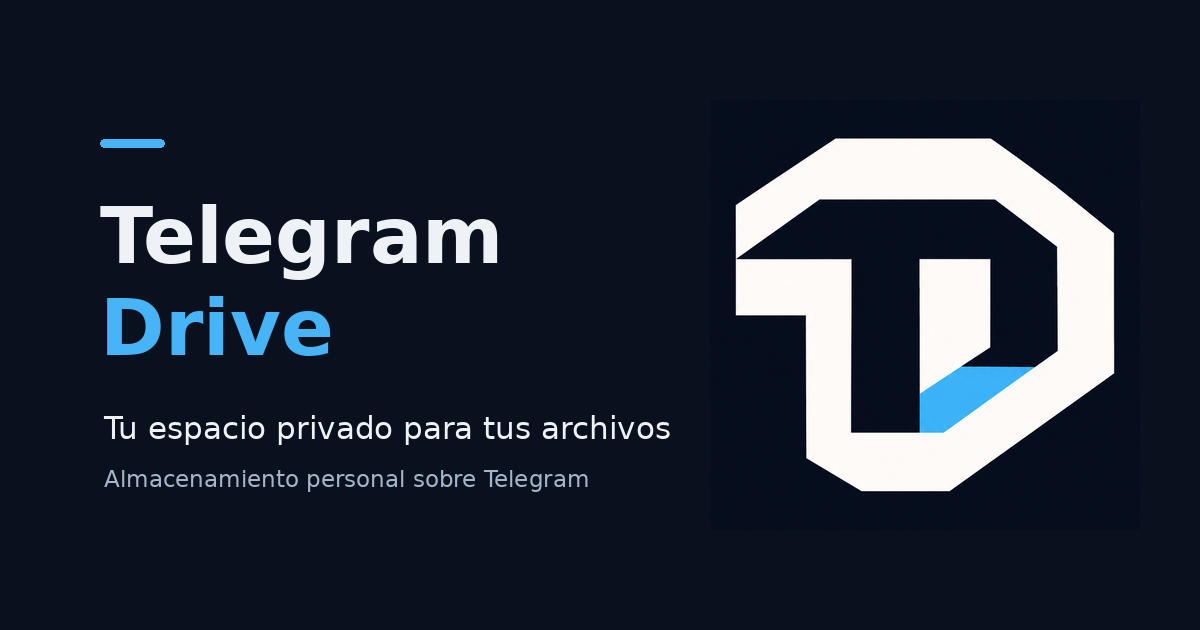 Telegram
Drive
Tu espacio privado para tus archivos
Almacenamiento personal sobre Telegram